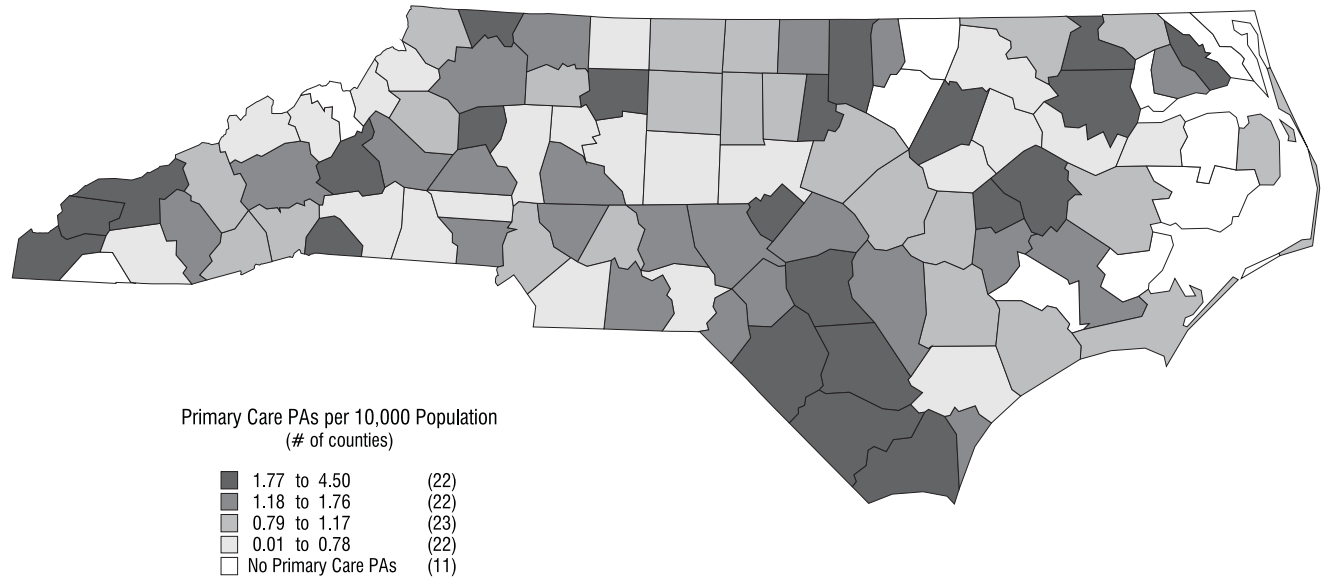 Primary Care PAs per 10,000 Population
(# of counties)
1.77 to 4.50 (22)
1.18 to 1.76 (22)
0.79 to 1.17 (23)
0.01 to 0.78 (22)
No Primary Care PAs (11)